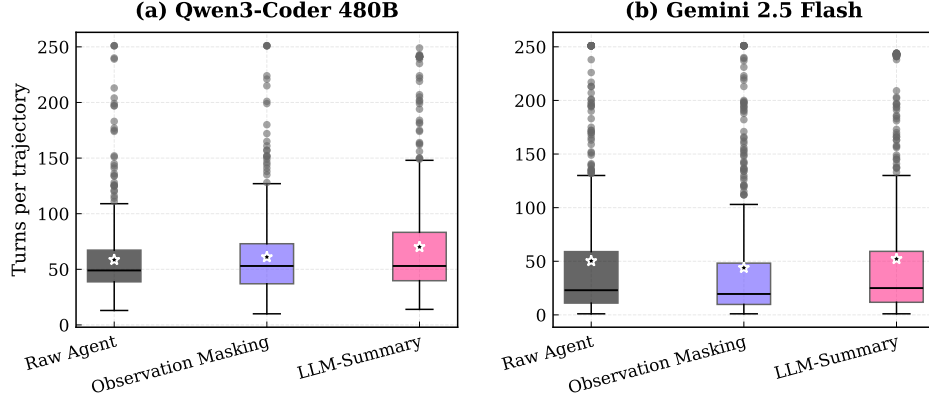 (a) Qwen3-Coder 480B
Turns per trajectory
250
200
150
100
50
0
Raw Agent
Observation Masking
LLM-Summary
(b) Gemini 2.5 Flash
250
200
150
100
50
0
Raw Agent
Observation Masking
LLM-Summary